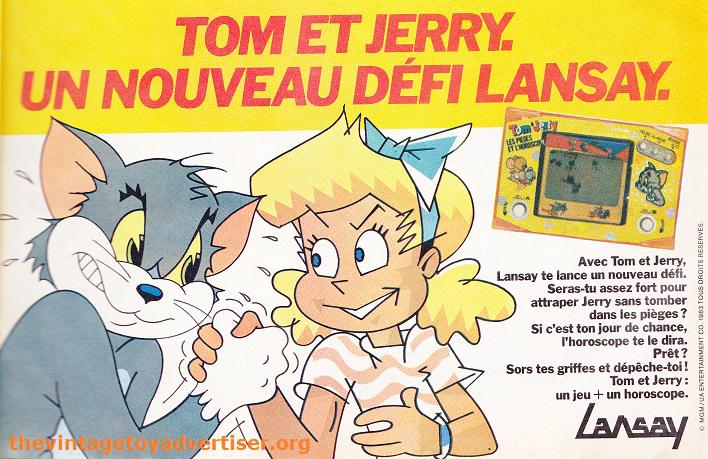 TOM ET JERRY.
UN NOUVEAU DÉFI LANSAY.
Tom & Jerry
LES PIEGES
ET L'HOROSCOPE
Avec Tom et Jerry,
Lansay te lance un nouveau défi.
Seras-tu assez fort pour
attraper Jerry sans tomber
dans les pièges ?
Si c'est ton jour de chance,
l'horoscope te le dira.
Prêt ?
Sors tes griffes et dépêche-toi !
Tom et Jerry :
un jeu + un horoscope.
Lansay
© MGM/UA ENTERTAINMENT CO. 1983 TOUS DROITS RÉSERVÉS.
thevintagetoyadvertiser.org